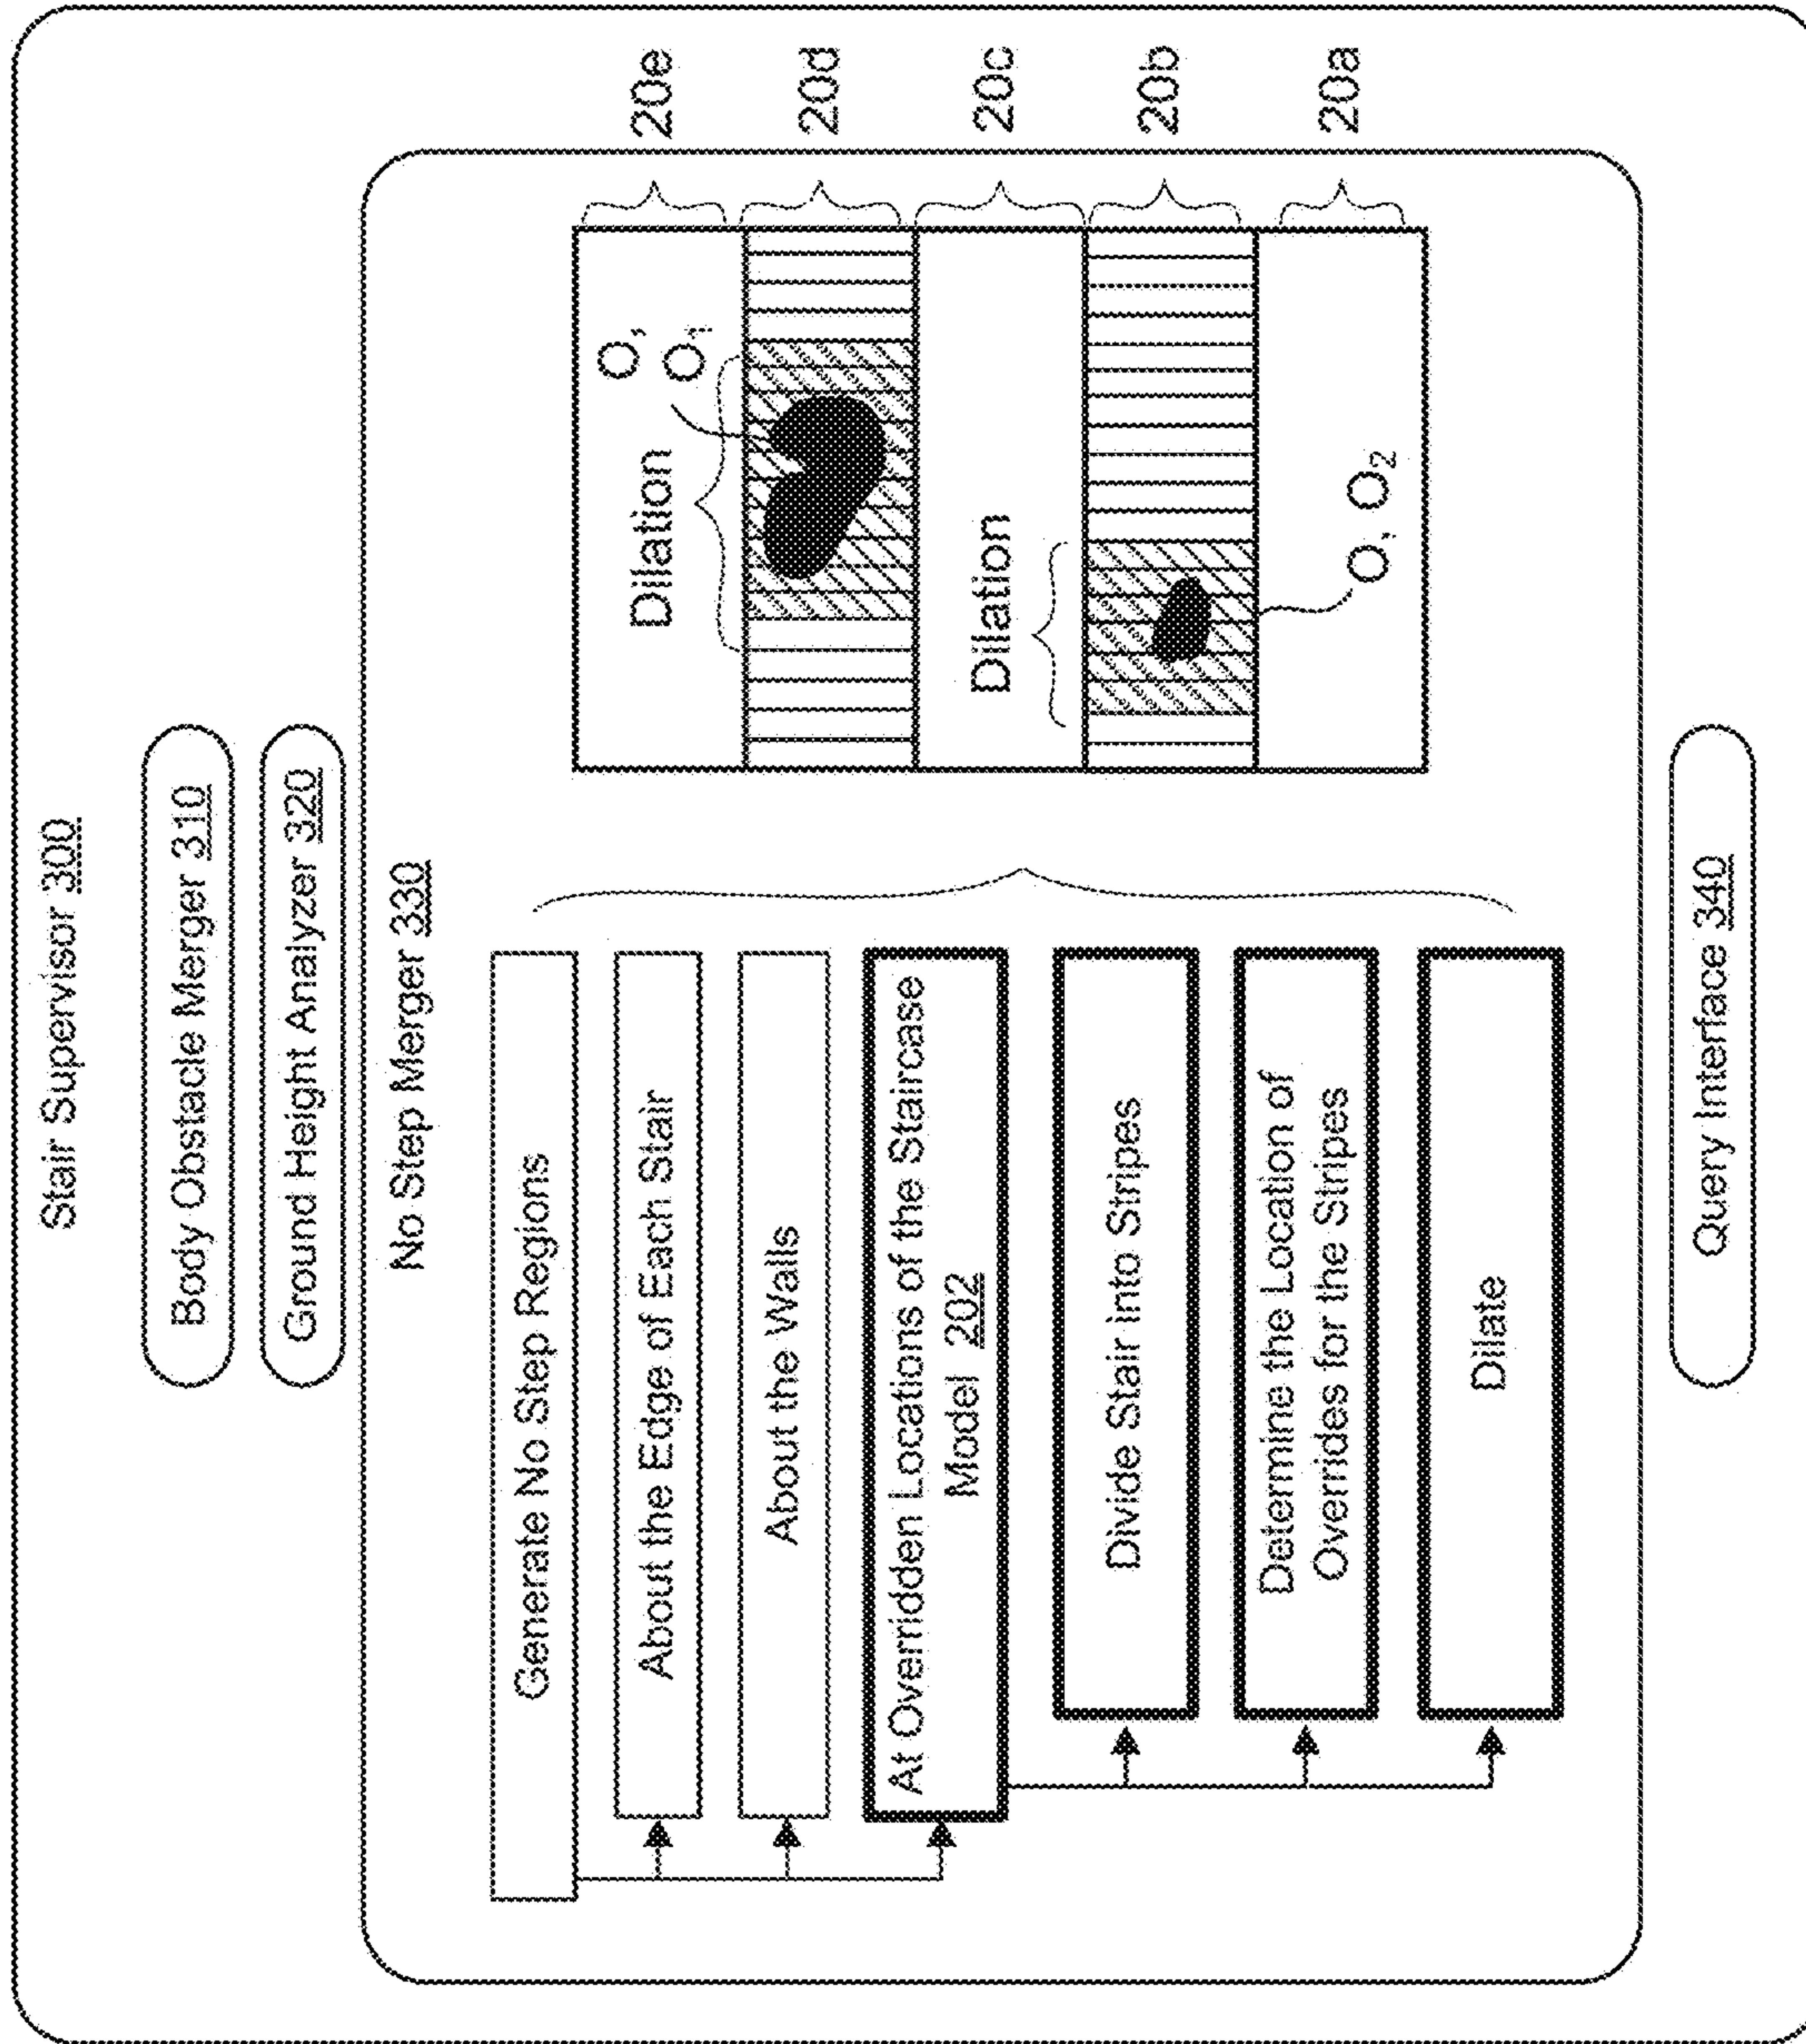 Stair Supervisor 300
Body Obstacle Merger 310
Ground Height Analyzer 320
No Step Merger 330
Generate No Step Regions
About the Edge of Each Stair
About the Walls
At Overridden Locations of the Staircase
Model 202
Divide Stair into Stripes
Determine the Location of
Overrides for the Stripes
Dilate
Dilation
O,
O1
Dilation
O, O2
20e
20d
20c
20b
20a
Query Interface 340